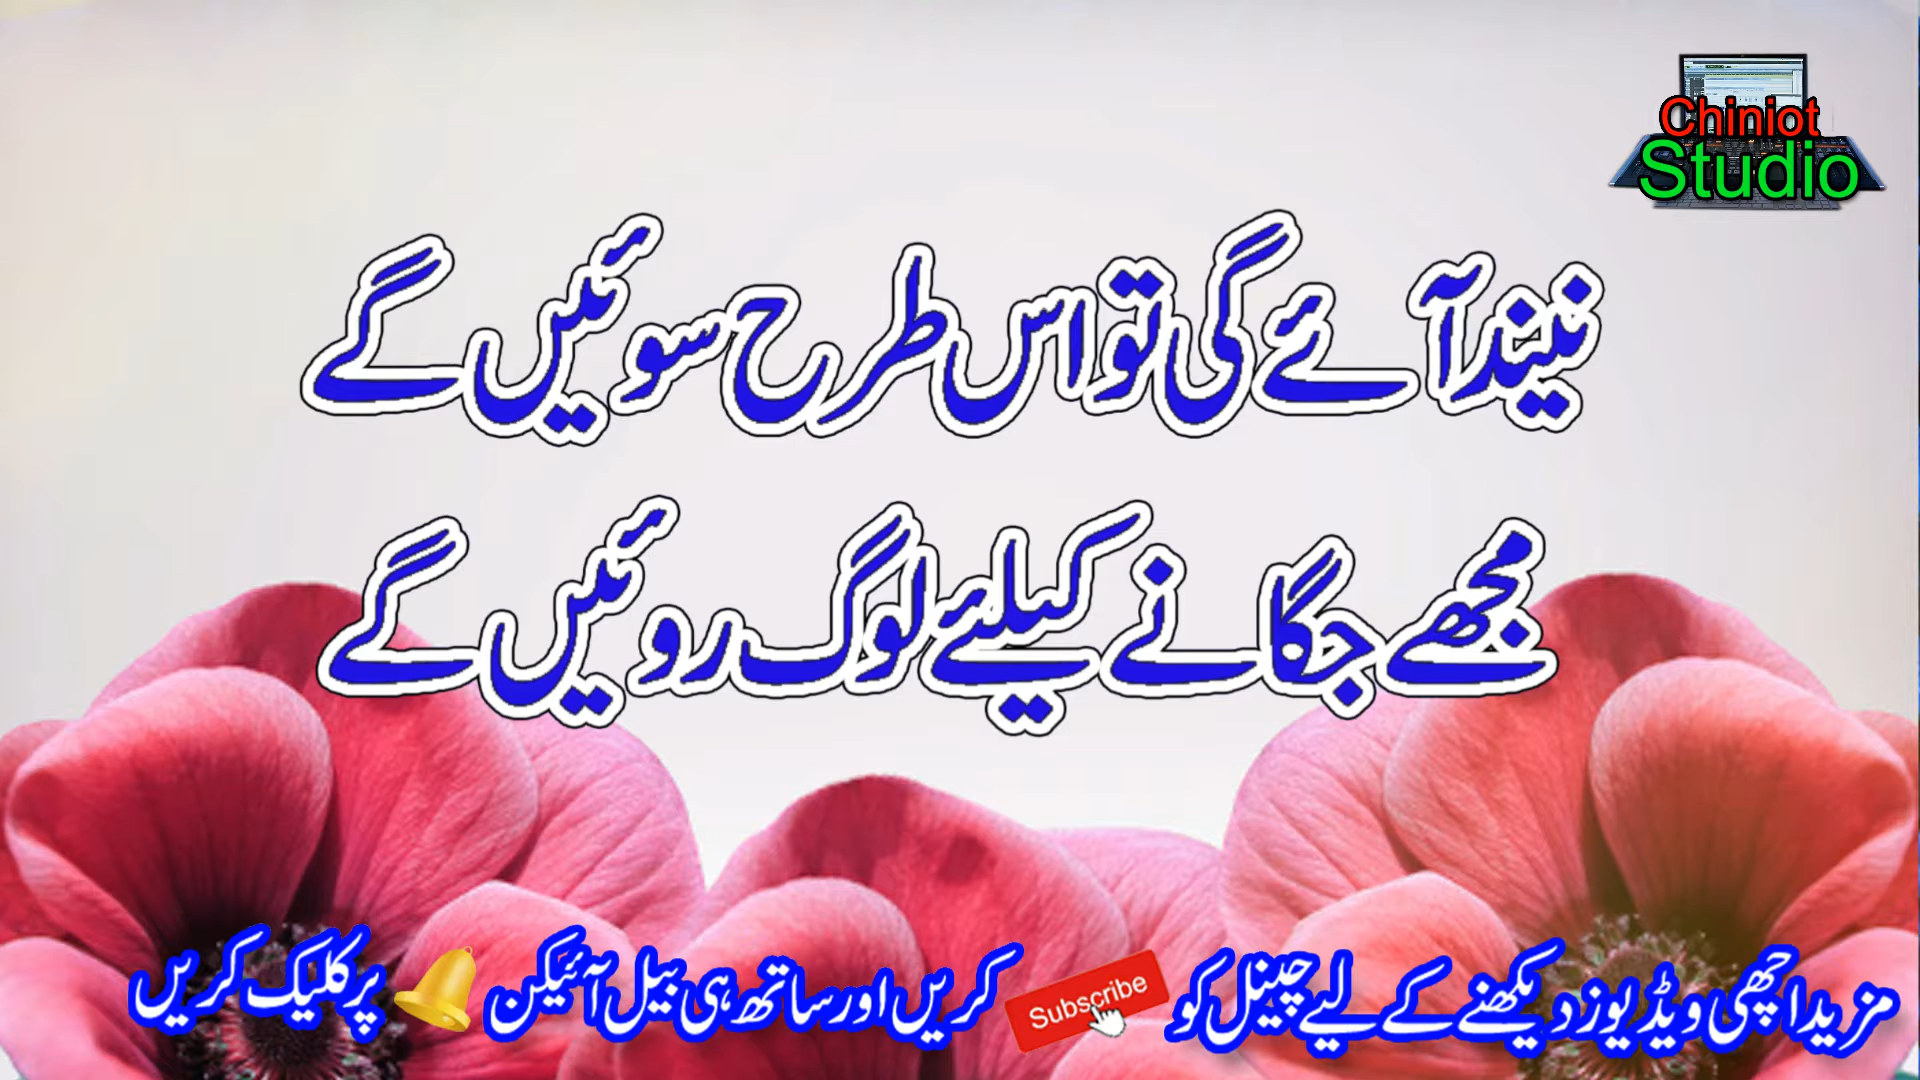 Chiniot
Studio
نیند آئے گی تو اس طرح سوئیں گے
مجھے جگانے کیلئے لوگ روئیں گے
مزید اچھی ویڈیوز دیکھنے کے لیے چینل کو Subscribe کریں اور ساتھ ہی بیل آئیکن پر کلیک کریں